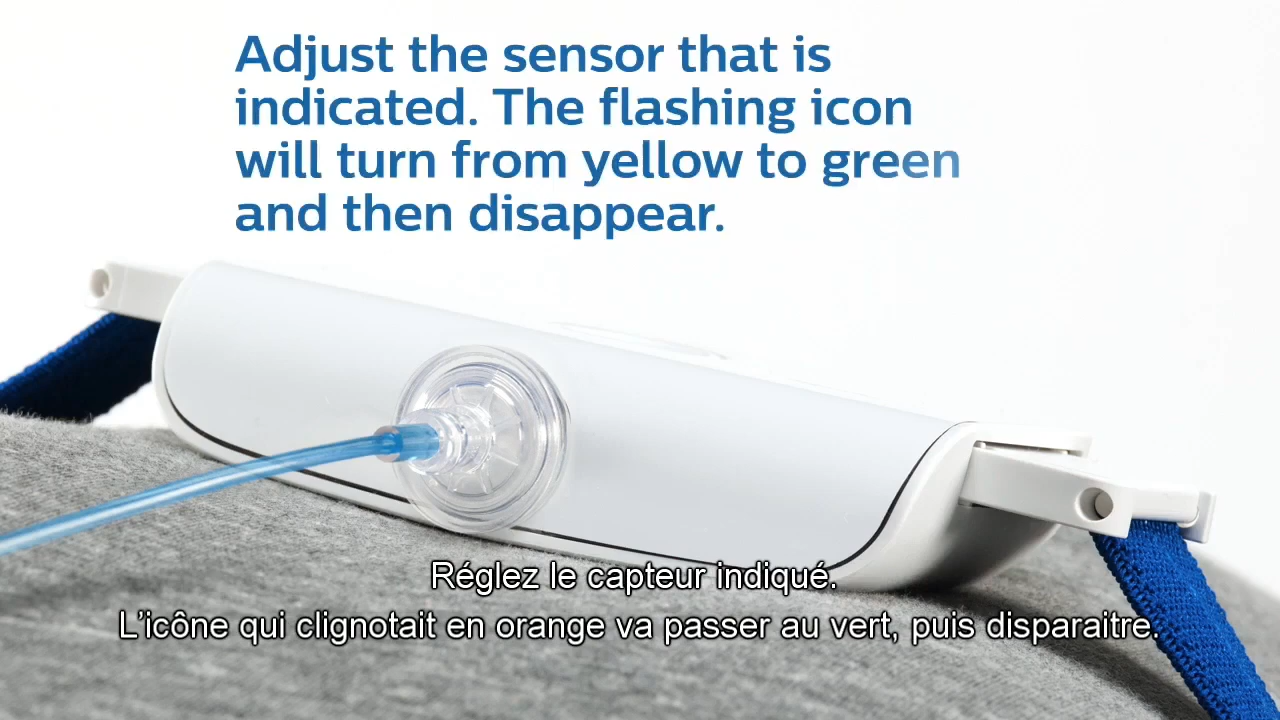 Adjust the sensor that is
indicated. The flashing icon
will turn from yellow to green
and then disappear.
Réglez le capteur indiqué.
L’icône qui clignotait en orange va passer au vert, puis disparaitre.